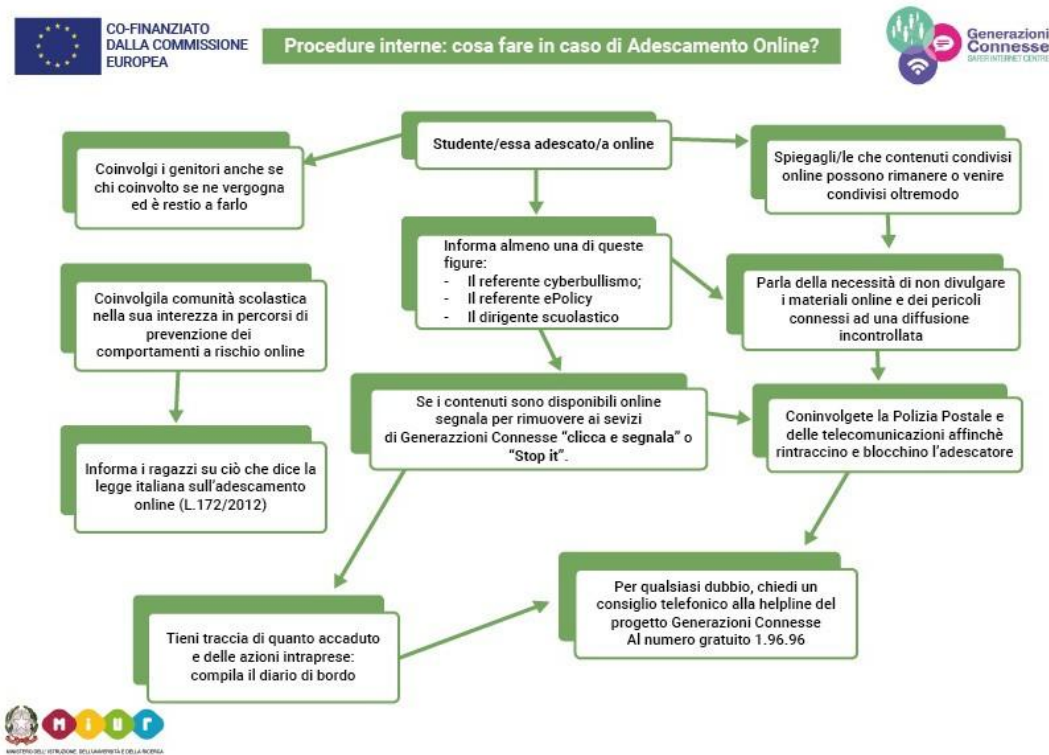 CO-FINANZIATO
DALLA COMMISSIONE
EUROPEA
Procedure interne: cosa fare in caso di Adescamento Online?
Generazioni
Connesse
SAFER INTERNET CENTRE
Studente/essa adescato/a online
Coinvolgi i genitori anche se
chi coinvolto se ne vergogna
ed è restio a farlo
Spiegagli/le che contenuti condivisi
online possono rimanere o venire
condivisi oltremodo
Informa almeno una di queste
figure:
- Il referente cyberbullismo;
- Il referente ePolicy
- Il dirigente scolastico
Coinvolgila comunità scolastica
nella sua interezza in percorsi di
prevenzione dei
comportamenti a rischio online
Parla della necessità di non divulgare
i materiali online e dei pericoli
connessi ad una diffusione
incontrollata
Se i contenuti sono disponibili online
segnala per rimuovere ai sevizi
di Generazzioni Connesse “clicca e segnala” o
“Stop it”.
Coninvolgete la Polizia Postale e
delle telecomunicazioni affinchè
rintraccino e blocchino l’adescatore
Informa i ragazzi su ciò che dice la
legge italiana sull’adescamento
online (L.172/2012)
Per qualsiasi dubbio, chiedi un
consiglio telefonico alla helpline del
progetto Generazioni Connesse
Al numero gratuito 1.96.96
Tieni traccia di quanto accaduto
e delle azioni intraprese:
compila il diario di bordo
MIUR
MINISTERO DELL'ISTRUZIONE, DELL'UNIVERSITÀ E DELLA RICERCA